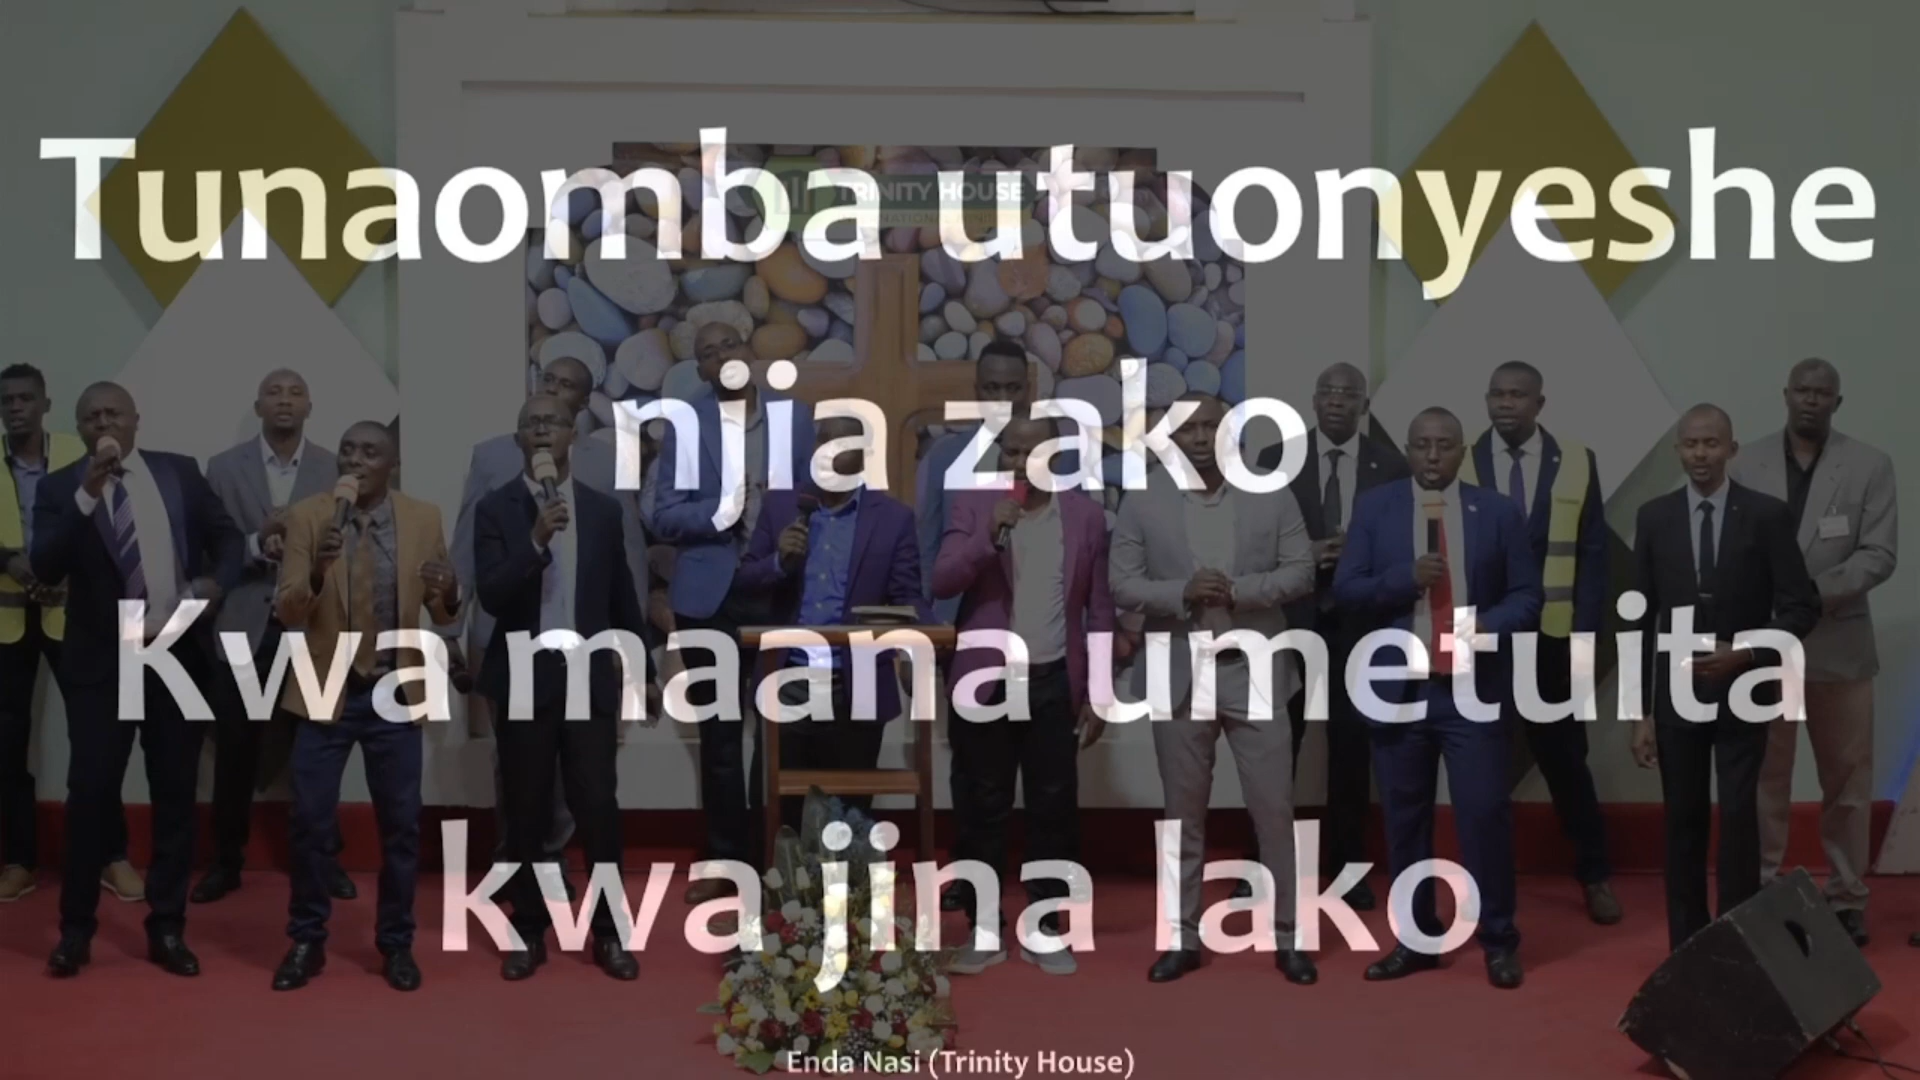 Tunaomba utuonyeshe
TRINITY HOUSE
njia zako
Kwa maana umetuita
kwa jina lako
Enda Nasi (Trinity House)